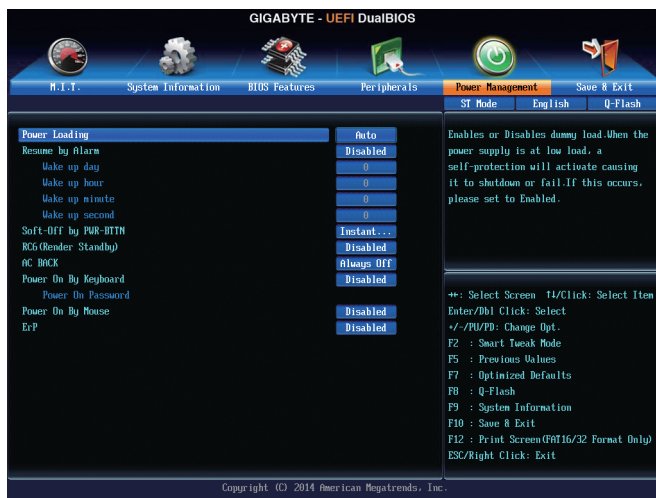 GIGABYTE - UEFI DualBIOS
M.I.T. System Information BIOS Features Peripherals Power Management Save & Exit
ST Mode English Q-Flash
Power Loading Auto
Resume by Alarm Disabled
Wake up day 0
Wake up hour 0
Wake up minute 0
Wake up second 0
Soft-Off by PWR-BTTN Instant...
RC6(Render Standby) Disabled
AC BACK Always Off
Power On By Keyboard Disabled
Power On Password
Power On By Mouse Disabled
ErP Disabled
Enables or Disables dummy load.When the
power supply is at low load, a
self-protection will activate causing
it to shutdown or fail.If this occurs,
please set to Enabled.
→←: Select Screen ↑↓/Click: Select Item
Enter/Dbl Click: Select
+/-/PU/PD: Change Opt.
F2 : Smart Tweak Mode
F5 : Previous Values
F7 : Optimized Defaults
F8 : Q-Flash
F9 : System Information
F10 : Save & Exit
F12 : Print Screen(FAT16/32 Format Only)
ESC/Right Click: Exit
Copyright (C) 2014 American Megatrends, Inc.